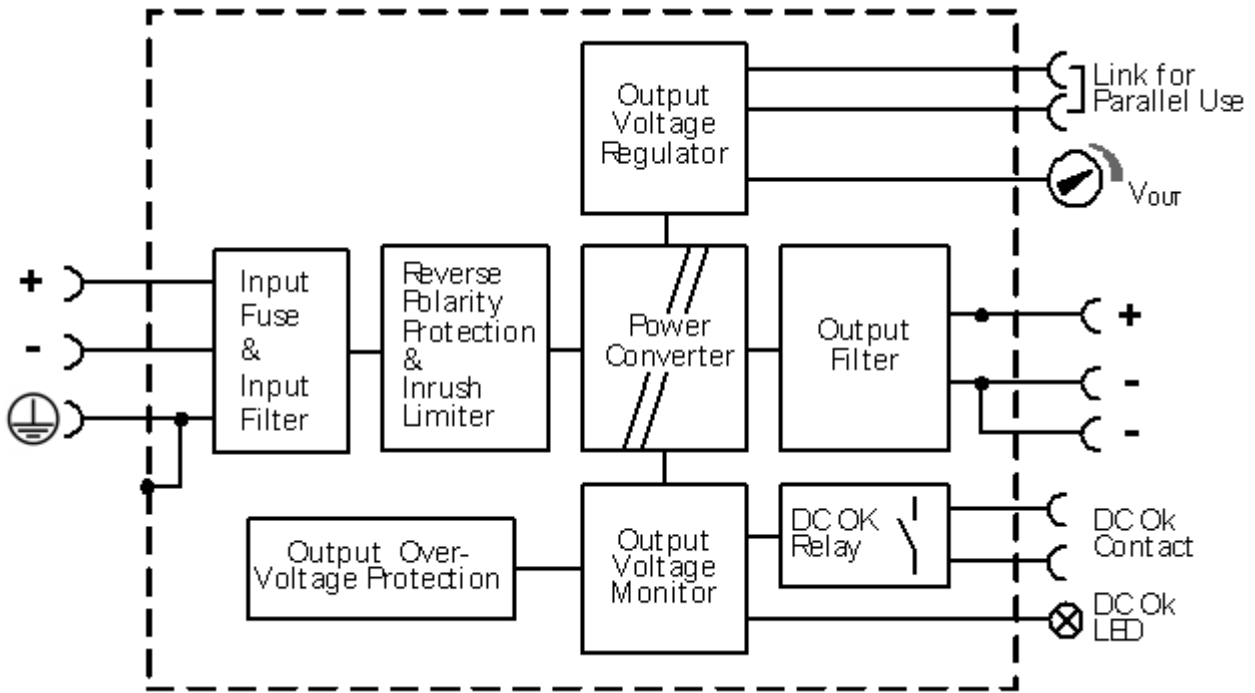 Output
Voltage
Regulator
Link for
Parallel Use
VOUT
+
-
Input
Fuse
&
Input
Filter
Reverse
Polarity
Protection
&
Inrush
Limiter
Power
Converter
Output
Filter
+
-
-
Output Over-
Voltage Protection
Output
Voltage
Monitor
DC OK
Relay
DC Ok
Contact
DC Ok
LED